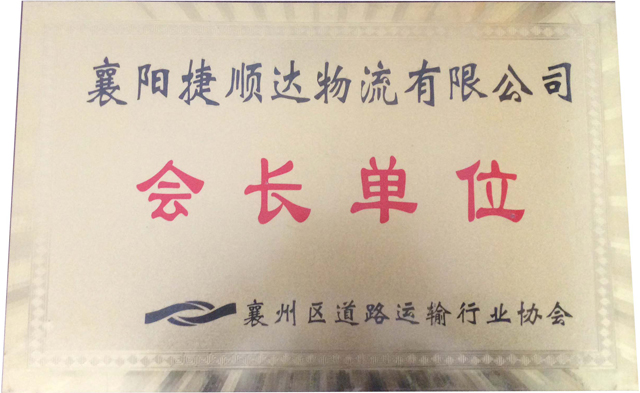 襄阳捷顺达物流有限公司
会长单位
襄州区道路运输行业协会